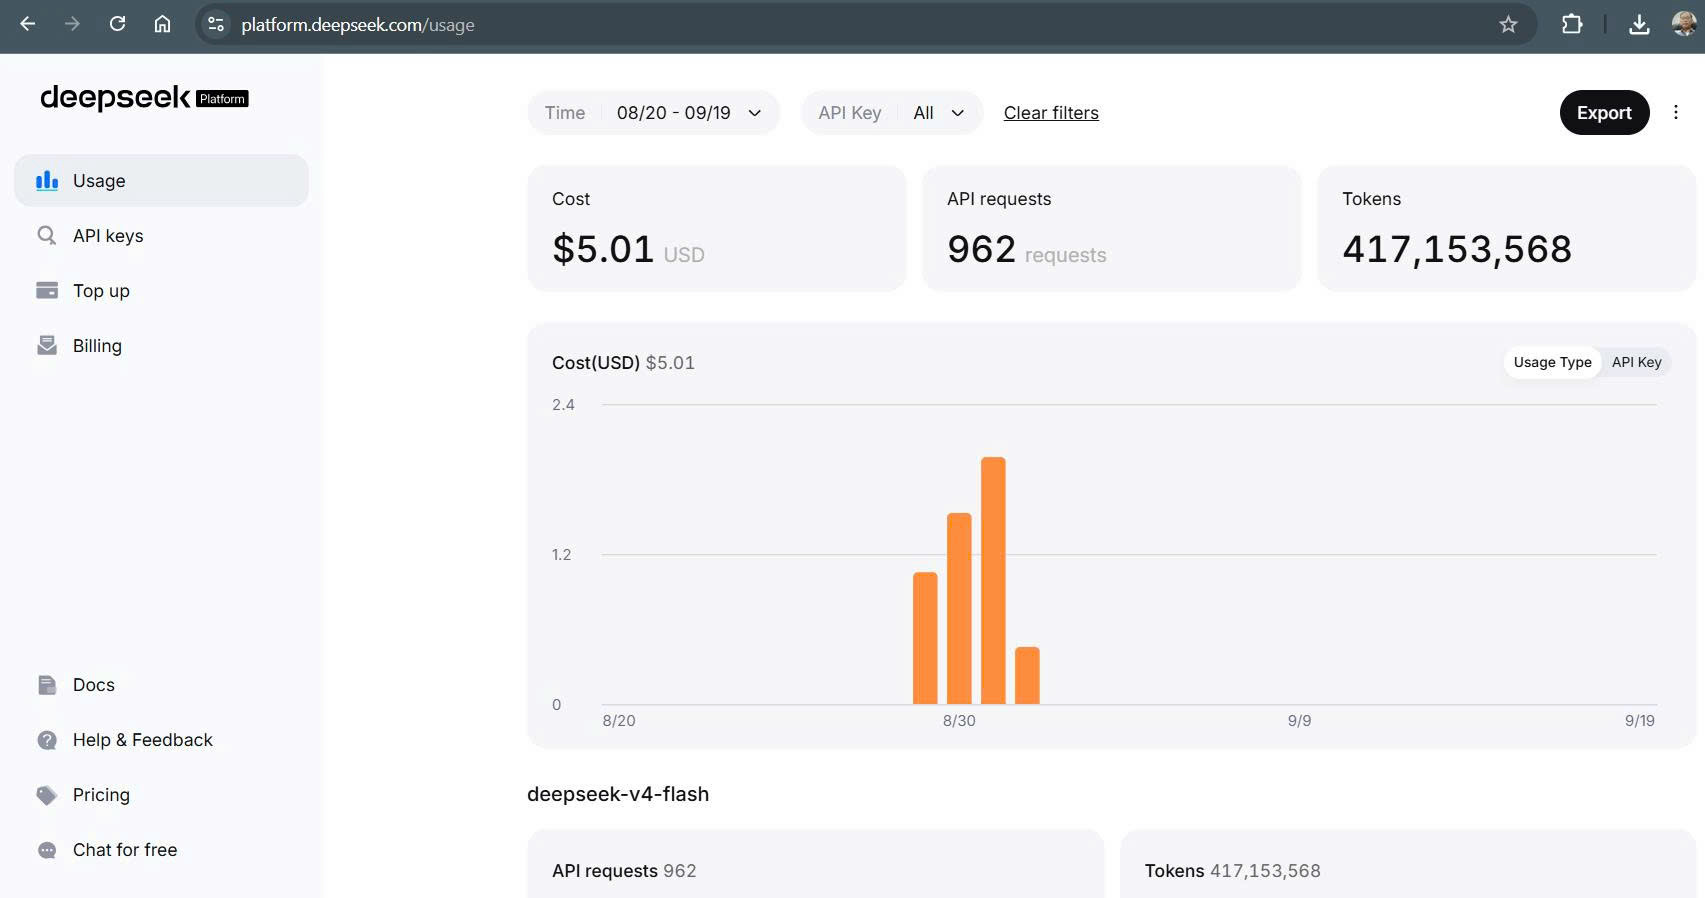 platform.deepseek.com/usage
deepseek Platform
Time 08/20 - 09/19 API Key All Clear filters Export
Usage
API keys
Top up
Billing
Cost
$5.01 USD
API requests
962 requests
Tokens
417,153,568
Cost(USD) $5.01
Usage Type API Key
2.4
1.2
0
8/20 8/30 9/9 9/19
deepseek-v4-flash
API requests 962
Tokens 417,153,568
Docs
Help & Feedback
Pricing
Chat for free